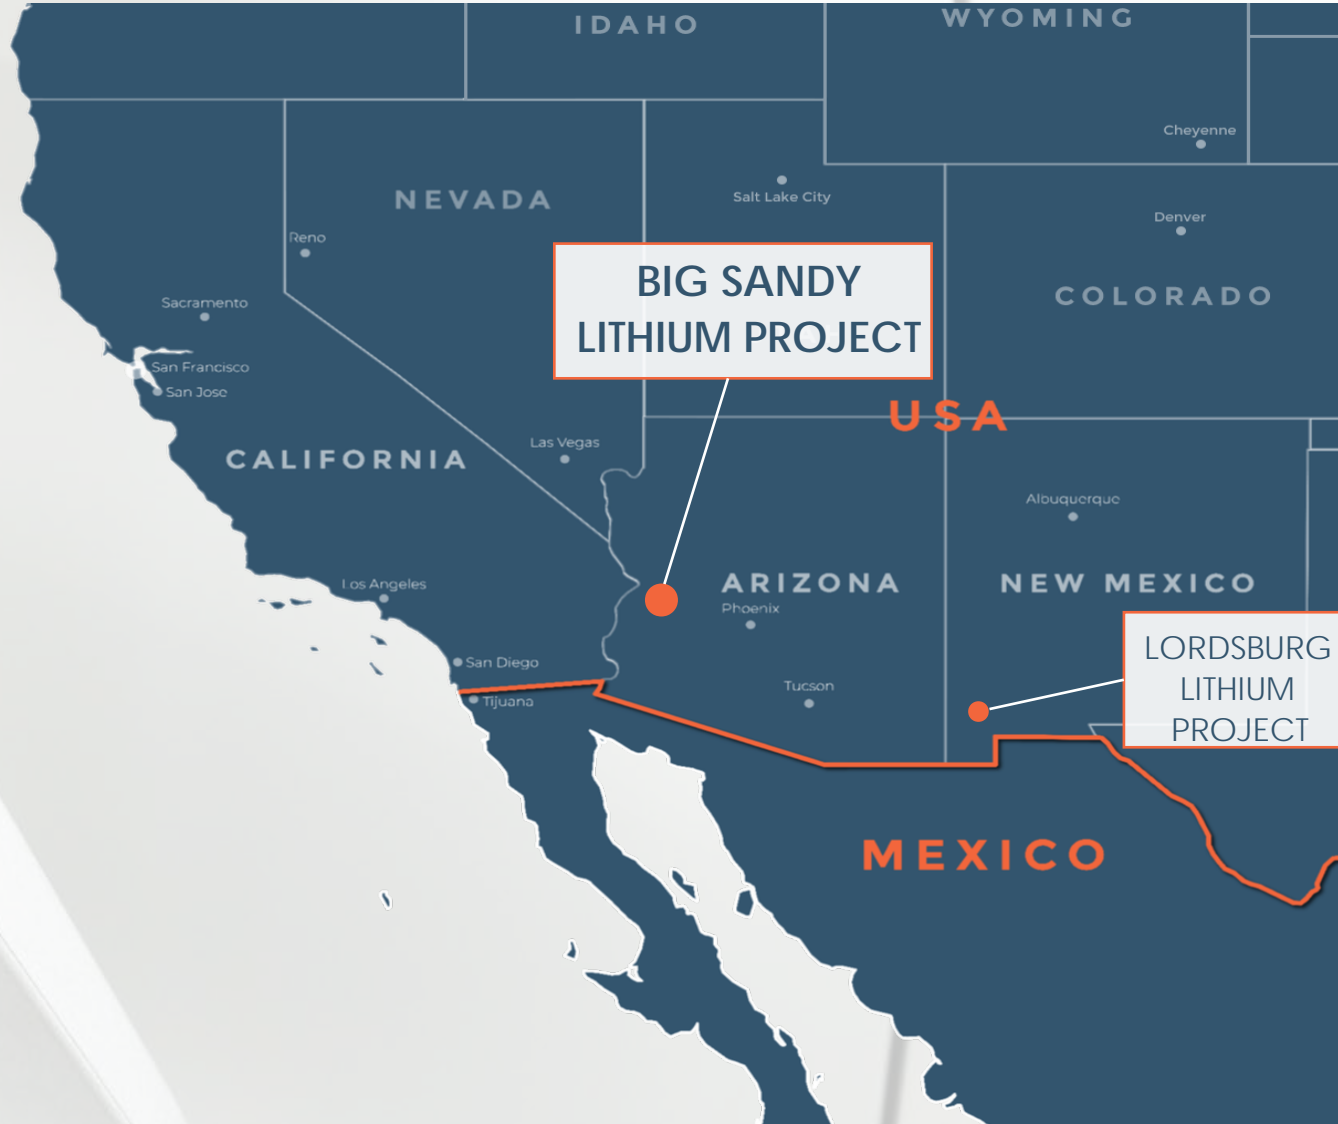 IDAHO
WYOMING
Cheyenne
NEVADA
Salt Lake City
Denver
Reno
BIG SANDY
LITHIUM PROJECT
COLORADO
Sacramento
San Francisco
San Jose
USA
Las Vegas
CALIFORNIA
Albuquerque
Los Angeles
ARIZONA
NEW MEXICO
Phoenix
LORDSBURG
LITHIUM
PROJECT
San Diego
Tijuana
Tucson
MEXICO